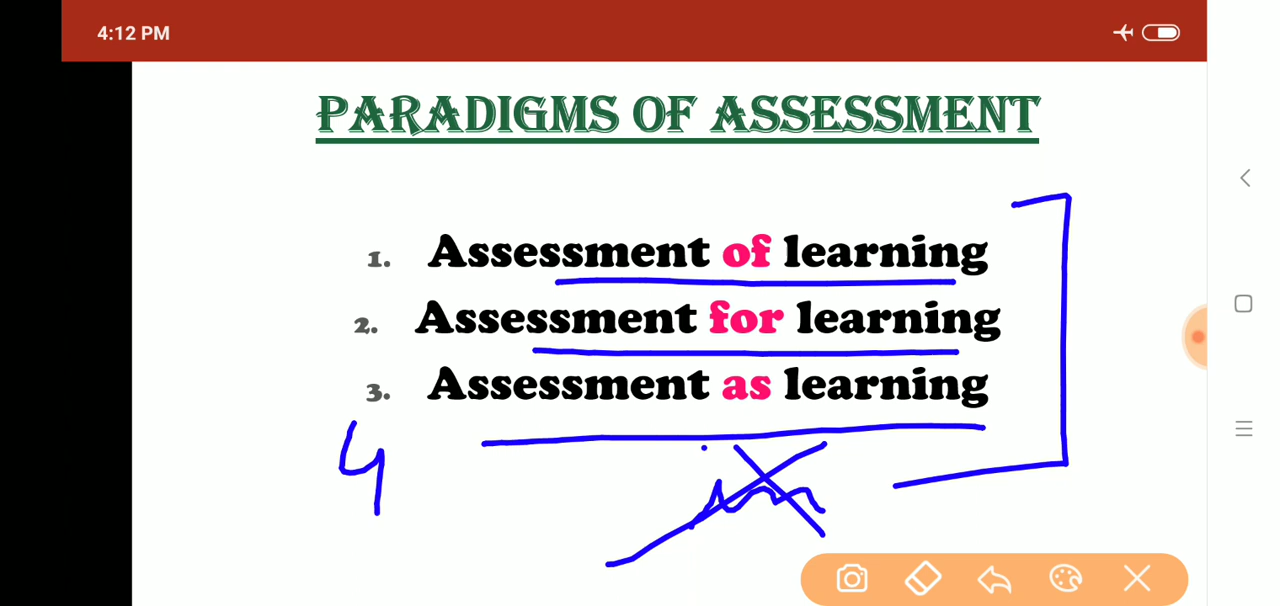 4:12 PM
PARADIGMS OF ASSESSMENT
1. Assessment of learning
2. Assessment for learning
3. Assessment as learning
4